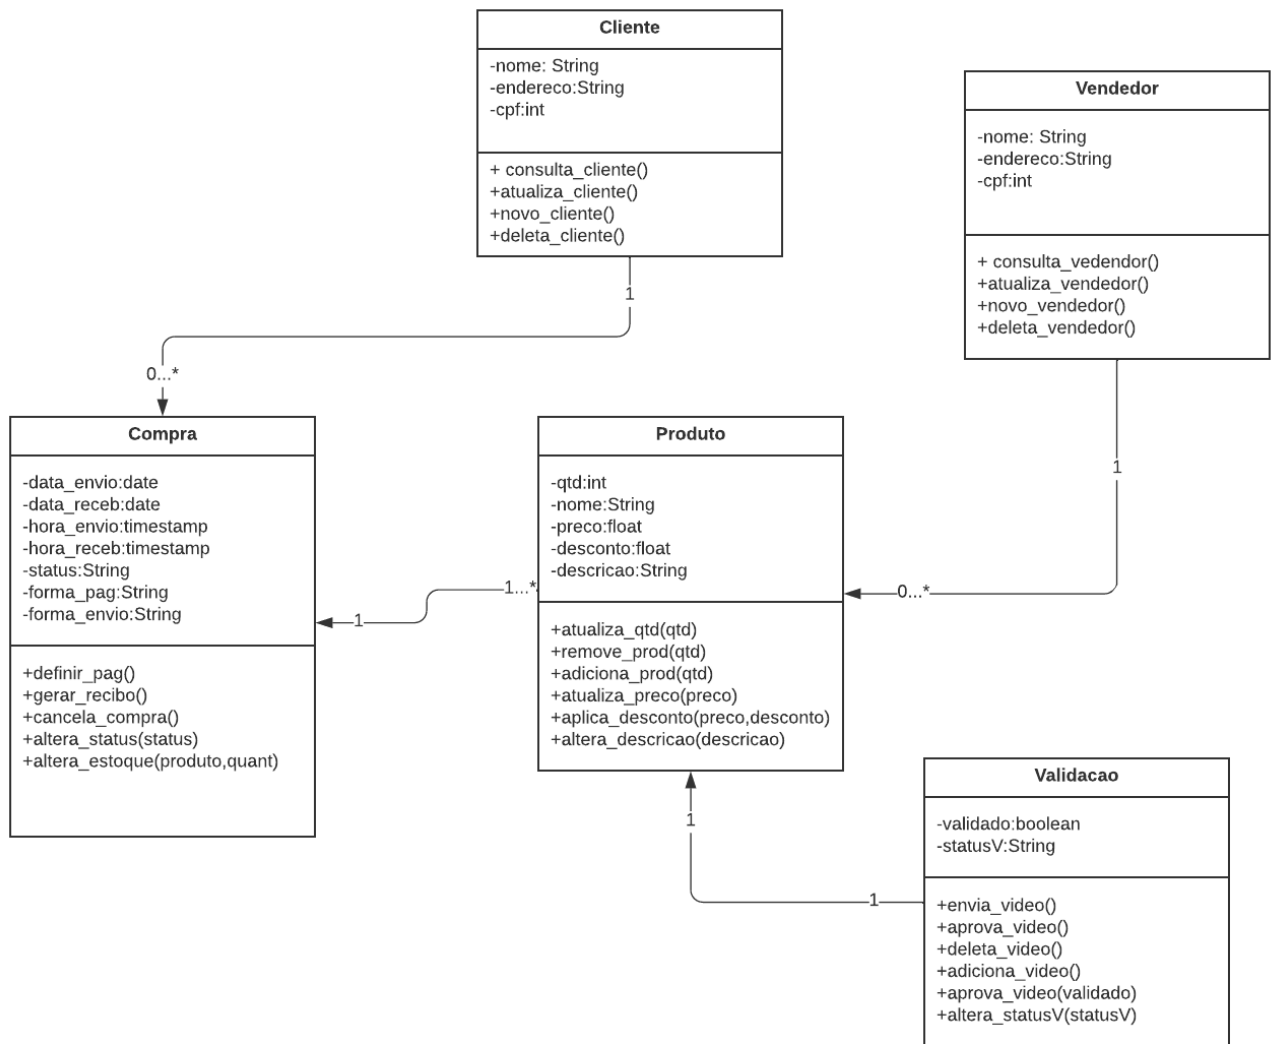 Cliente
-nome: String
-endereco:String
-cpf:int
+ consulta_cliente()
+atualiza_cliente()
+novo_cliente()
+deleta_cliente()
1
0...*
Vendedor
-nome: String
-endereco:String
-cpf:int
+ consulta_vedendor()
+atualiza_vendedor()
+novo_vendedor()
+deleta_vendedor()
1
0...*
Compra
-data_envio:date
-data_receb:date
-hora_envio:timestamp
-hora_receb:timestamp
-status:String
-forma_pag:String
-forma_envio:String
+definir_pag()
+gerar_recibo()
+cancela_compra()
+altera_status(status)
+altera_estoque(produto,quant)
1
1...*
Produto
-qtd:int
-nome:String
-preco:float
-desconto:float
-descricao:String
+atualiza_qtd(qtd)
+remove_prod(qtd)
+adiciona_prod(qtd)
+atualiza_preco(preco)
+aplica_desconto(preco,desconto)
+altera_descricao(descricao)
1
1
Validacao
-validado:boolean
-statusV:String
+envia_video()
+aprova_video()
+deleta_video()
+adiciona_video()
+aprova_video(validado)
+altera_statusV(statusV)